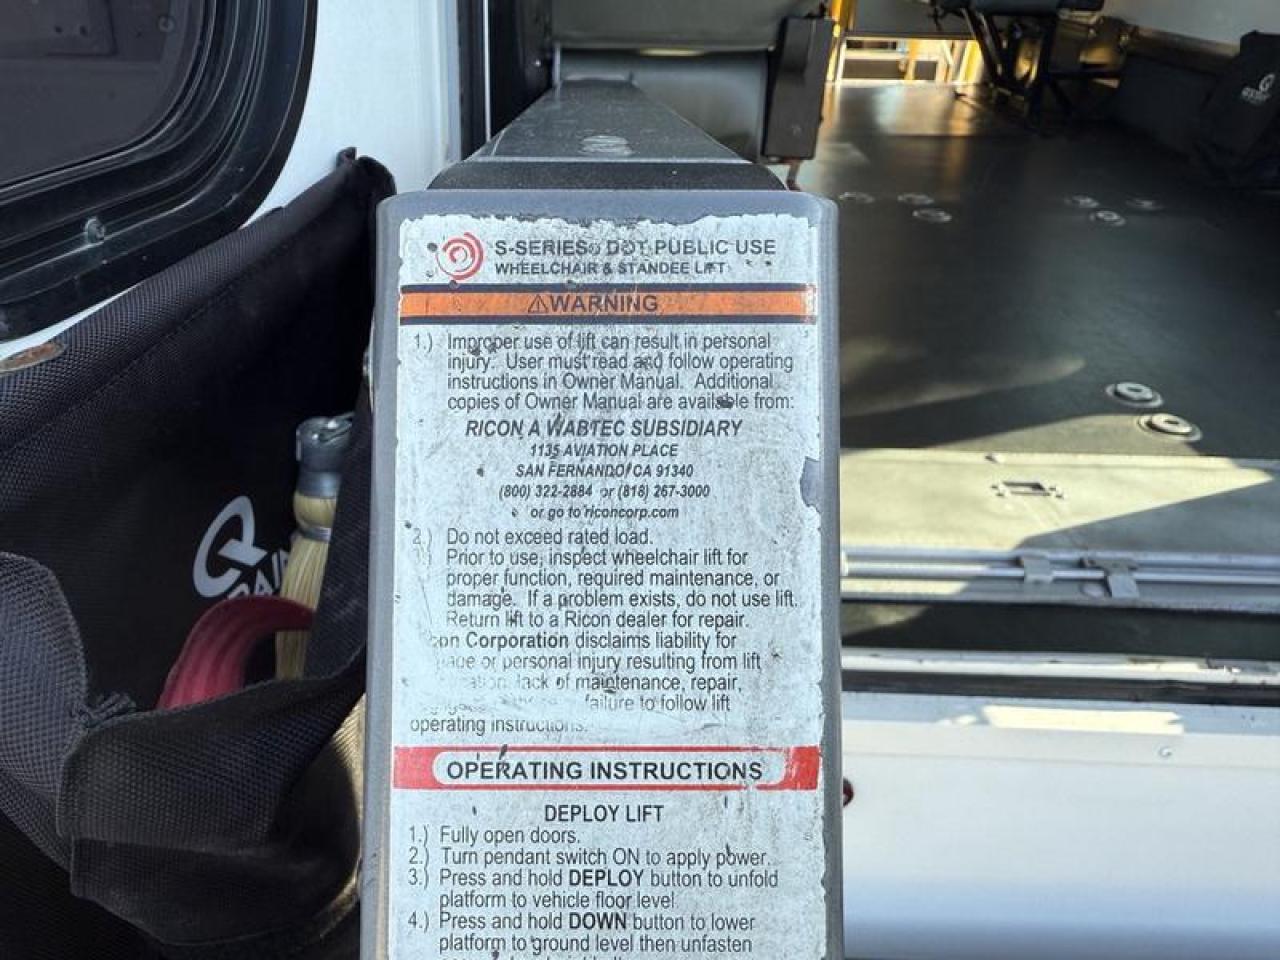 S-SERIES® DOT PUBLIC USE
WHEELCHAIR & STANDEE LIFT
⚠WARNING
1.) Improper use of lift can result in personal
injury. User must read and follow operating
instructions in Owner Manual. Additional
copies of Owner Manual are available from:
RICON A WABTEC SUBSIDIARY
1135 AVIATION PLACE
SAN FERNANDO, CA 91340
(800) 322-2884 or (818) 267-3000
or go to riconcorp.com
2.) Do not exceed rated load.
Prior to use, inspect wheelchair lift for
proper function, required maintenance, or
damage. If a problem exists, do not use lift.
Return lift to a Ricon dealer for repair.
Corporation disclaims liability for
or personal injury resulting from lift
lack of maintenance, repair,
failure to follow lift
operating instructions.
OPERATING INSTRUCTIONS
DEPLOY LIFT
1.) Fully open doors.
2.) Turn pendant switch ON to apply power.
3.) Press and hold DEPLOY button to unfold
platform to vehicle floor level
4.) Press and hold DOWN button to lower
platform to ground level then unfasten